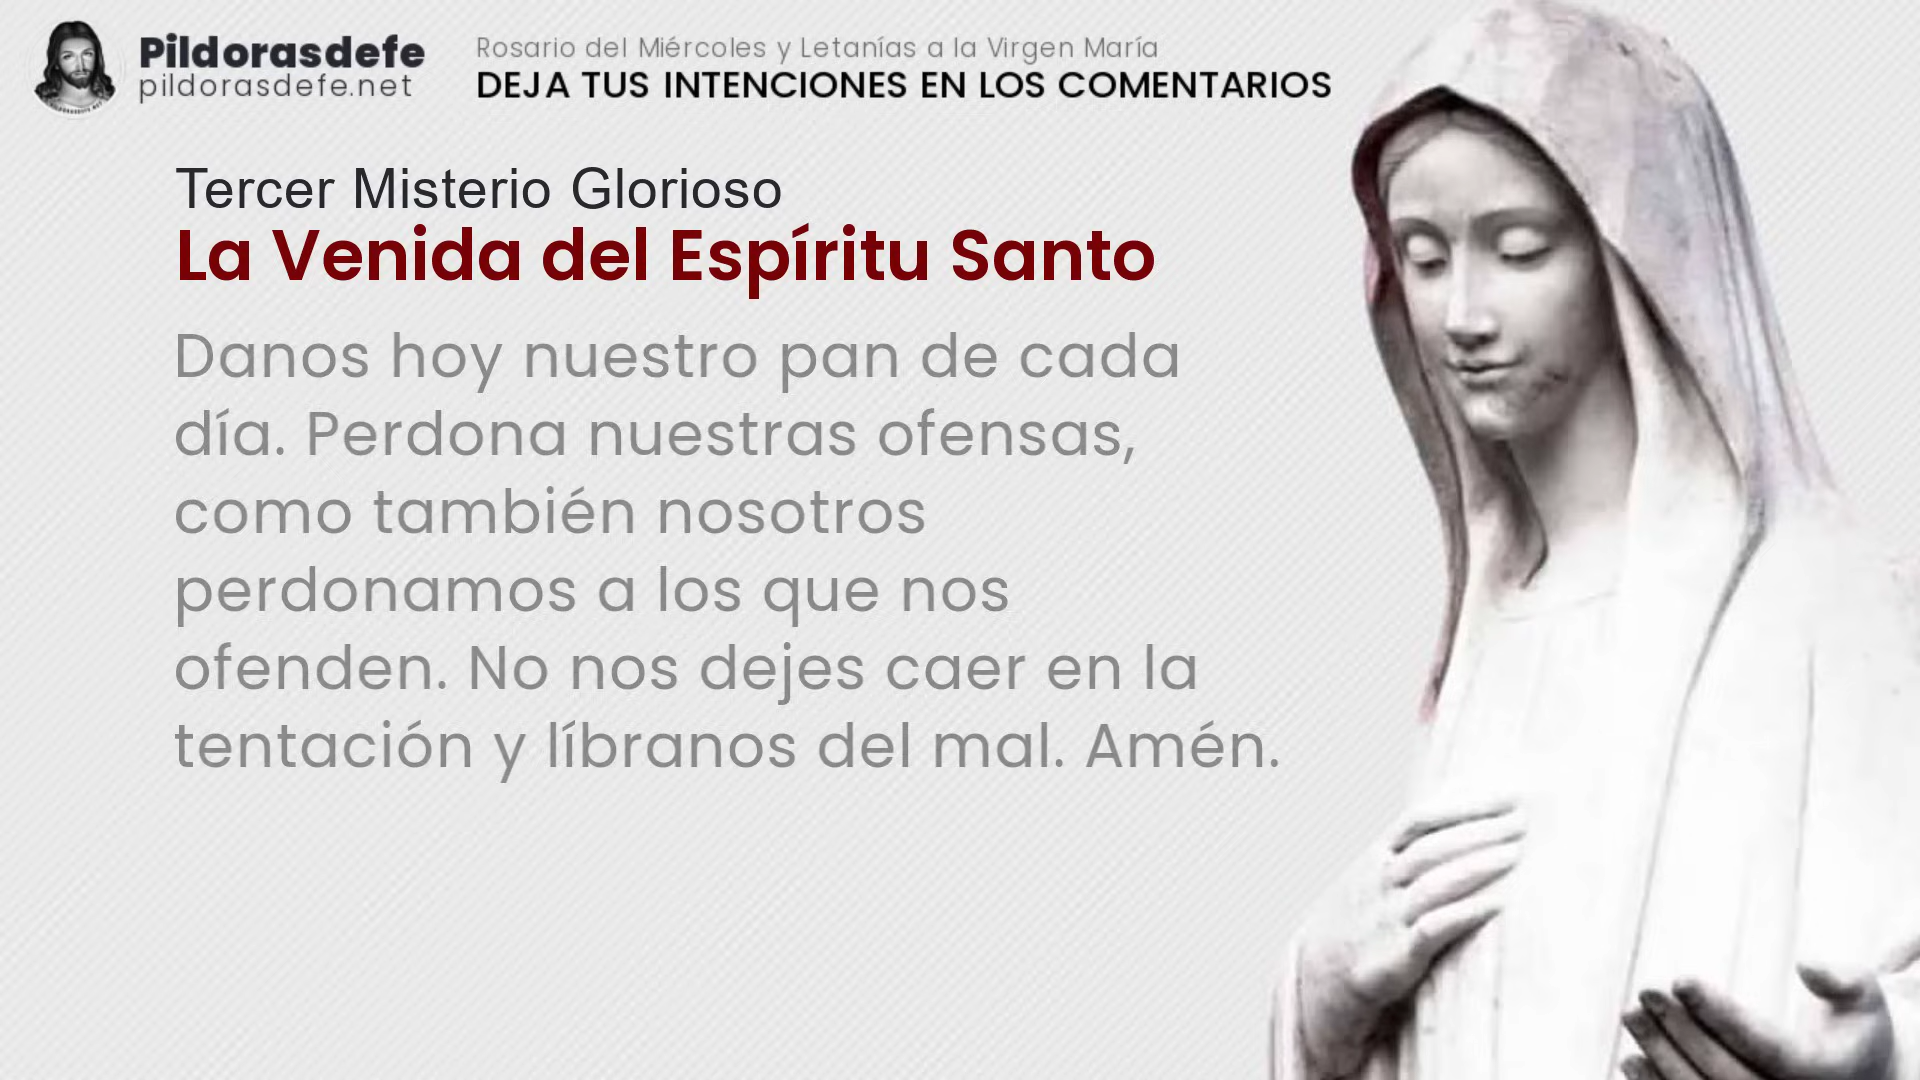 Pildorasdefe
pildorasdefe.net
Rosario del Miércoles y Letanías a la Virgen María
DEJA TUS INTENCIONES EN LOS COMENTARIOS
Tercer Misterio Glorioso
La Venida del Espíritu Santo
Danos hoy nuestro pan de cada
día. Perdona nuestras ofensas,
como también nosotros
perdonamos a los que nos
ofenden. No nos dejes caer en la
tentación y líbranos del mal. Amén.